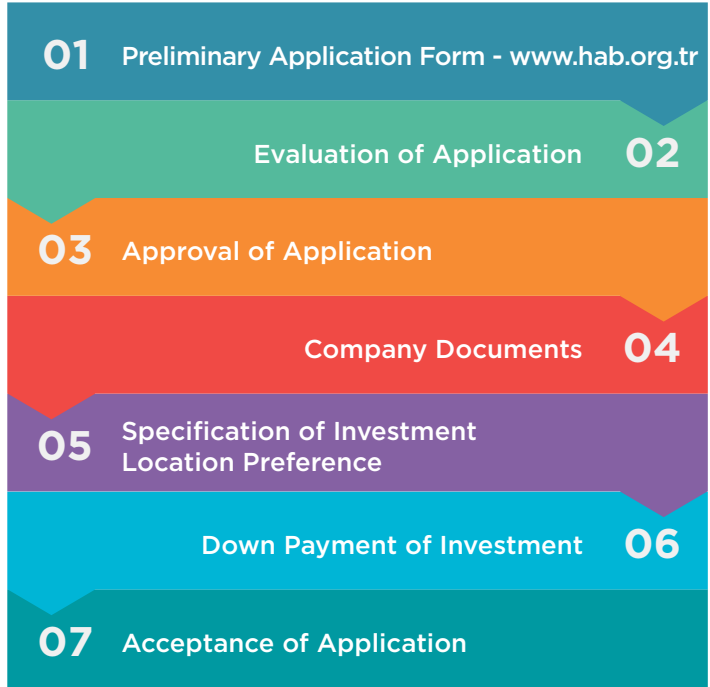 01 Preliminary Application Form - www.hab.org.tr
Evaluation of Application 02
03 Approval of Application
Company Documents 04
05 Specification of Investment
Location Preference
Down Payment of Investment 06
07 Acceptance of Application